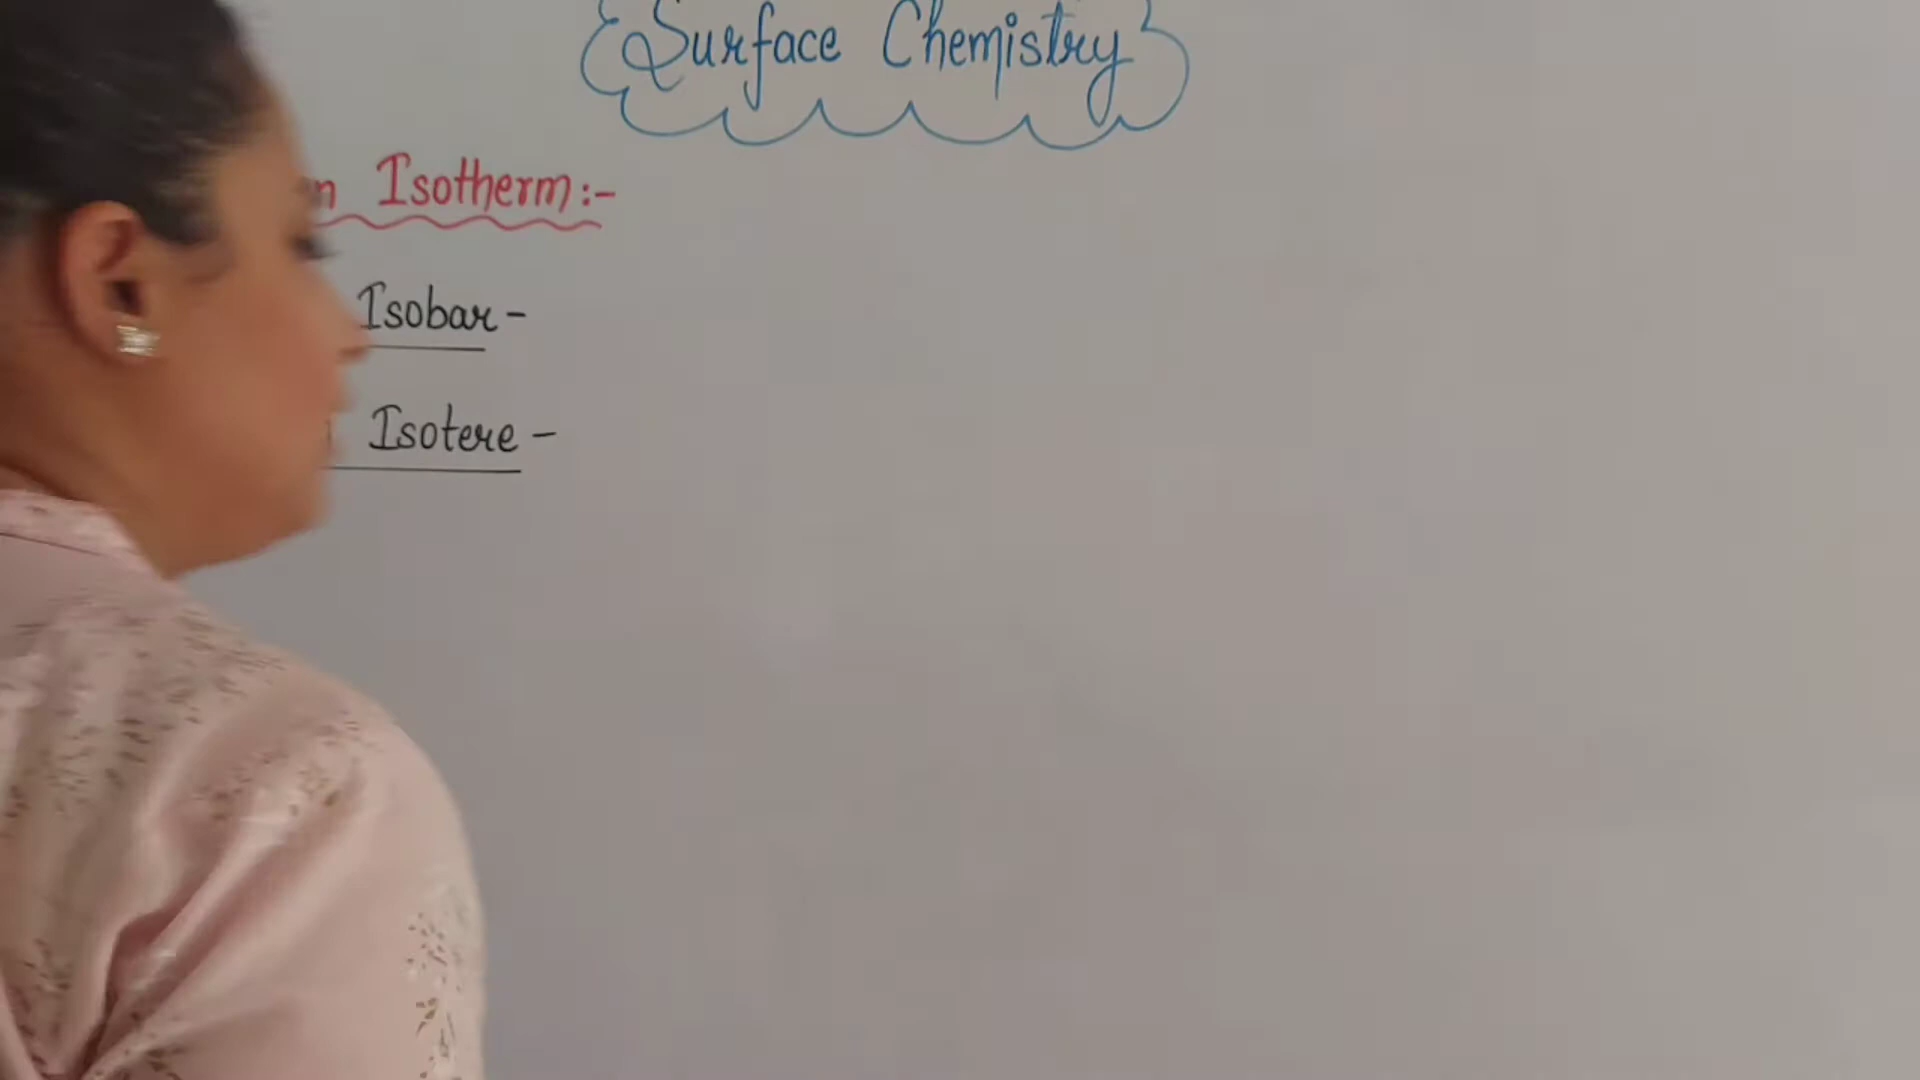 Surface Chemistry
n Isotherm:-
Isobar -
Isotere -